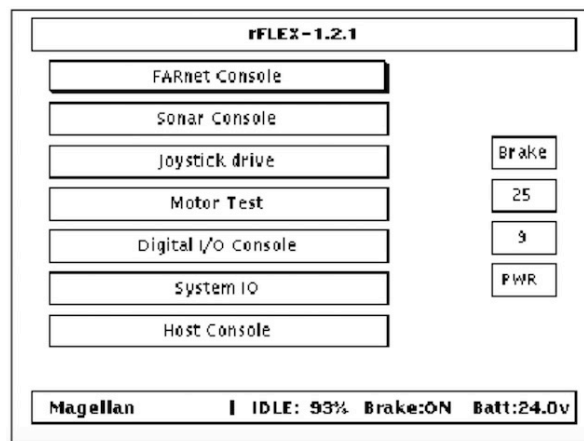 rFLEX-1.2.1
FARnet Console
Sonar Console
Joystick drive
Motor Test
Digital I/O Console
System IO
Host Console
Brake
25
9
PWR
Magellan | IDLE: 93% Brake:ON Batt:24.0v